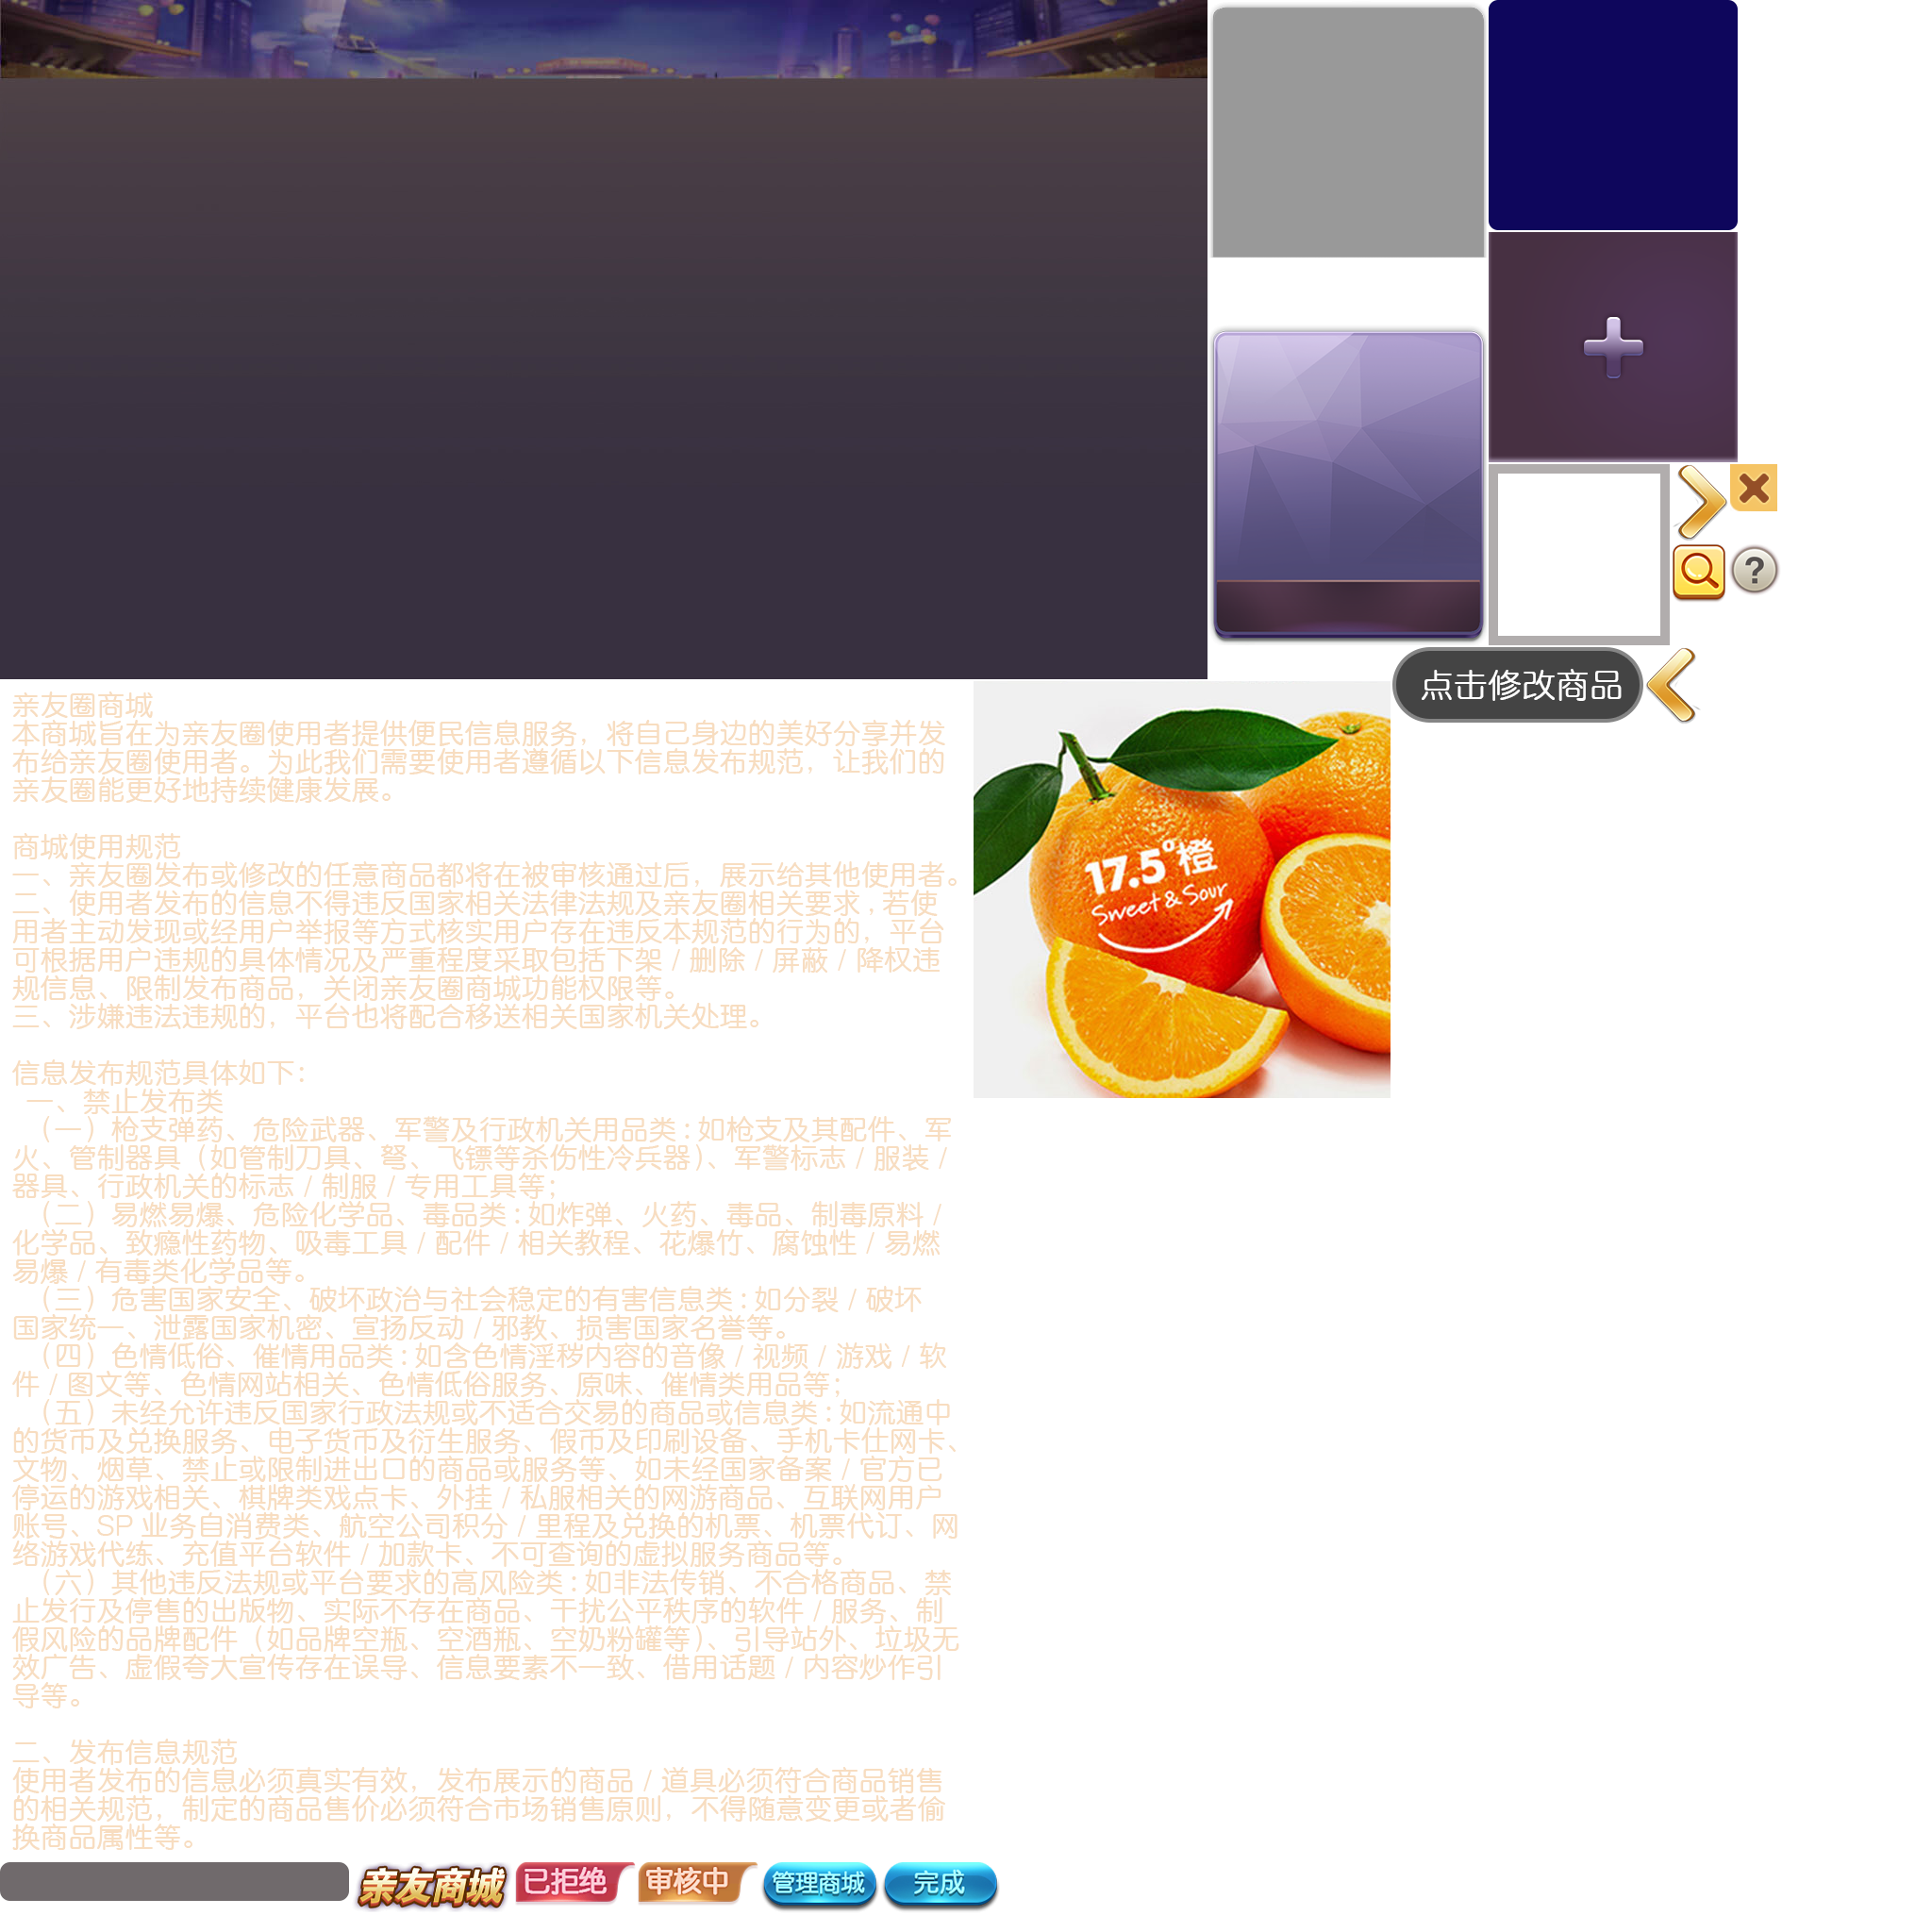 点击修改商品
亲友圈商城
本商城旨在为亲友圈使用者提供便民信息服务，将自己身边的美好分享并发
布给亲友圈使用者。为此我们需要使用者遵循以下信息发布规范，让我们的
亲友圈能更好地持续健康发展。
商城使用规范
一、亲友圈发布或修改的任意商品都将在被审核通过后，展示给其他使用者。
二、使用者发布的信息不得违反国家相关法律法规及亲友圈相关要求，若使
用者主动发现或经用户举报等方式核实用户存在违反本规范的行为的，平台
可根据用户违规的具体情况及严重程度采取包括下架 / 删除 / 屏蔽 / 降权违
规信息、限制发布商品，关闭亲友圈商城功能权限等。
三、涉嫌违法违规的，平台也将配合移送相关国家机关处理。
信息发布规范具体如下：
一、禁止发布类
（一）枪支弹药、危险武器、军警及行政机关用品类：如枪支及其配件、军
火、管制器具（如管制刀具、弩、飞镖等杀伤性冷兵器）、军警标志 / 服装 /
器具、行政机关的标志 / 制服 / 专用工具等；
（二）易燃易爆、危险化学品、毒品类：如炸弹、火药、毒品、制毒原料 /
化学品、致瘾性药物、吸毒工具 / 配件 / 相关教程、花爆竹、腐蚀性 / 易燃
易爆 / 有毒类化学品等。
（三）危害国家安全、破坏政治与社会稳定的有害信息类：如分裂 / 破坏
国家统一、泄露国家机密、宣扬反动 / 邪教、损害国家名誉等。
（四）色情低俗、催情用品类：如含色情淫秽内容的音像 / 视频 / 游戏 / 软
件 / 图文等、色情网站相关、色情低俗服务、原味、催情类用品等；
（五）未经允许违反国家行政法规或不适合交易的商品或信息类：如流通中
的货币及兑换服务、电子货币及衍生服务、假币及印刷设备、手机卡仕网卡、
文物、烟草、禁止或限制进出口的商品或服务等、如未经国家备案 / 官方已
停运的游戏相关、棋牌类戏点卡、外挂 / 私服相关的网游商品、互联网用户
账号、SP 业务自消费类、航空公司积分 / 里程及兑换的机票、机票代订、网
络游戏代练、充值平台软件 / 加款卡、不可查询的虚拟服务商品等。
（六）其他违反法规或平台要求的高风险类：如非法传销、不合格商品、禁
止发行及停售的出版物、实际不存在商品、干扰公平秩序的软件 / 服务、制
假风险的品牌配件（如品牌空瓶、空酒瓶、空奶粉罐等）、引导站外、垃圾无
效广告、虚假夸大宣传存在误导、信息要素不一致、借用话题 / 内容炒作引
导等。
二、发布信息规范
使用者发布的信息必须真实有效，发布展示的商品 / 道具必须符合商品销售
的相关规范，制定的商品售价必须符合市场销售原则，不得随意变更或者偷
换商品属性等。
17.5°橙
Sweet & Sour
亲友商城
已拒绝
审核中
管理商城
完成